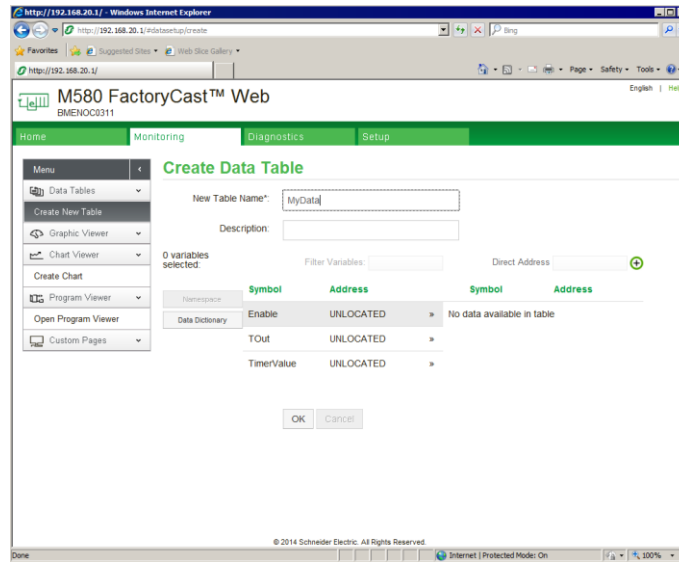 http://192.168.20.1/ - Windows Internet Explorer
http://192.168.20.1/#datasetup/create
Bing
Favorites Suggested Sites Web Slice Gallery
http://192.168.20.1/
Page Safety Tools
English | Hel
M580 FactoryCast™ Web
BMENOC0311
Home Monitoring Diagnostics Setup
Menu
Data Tables
Create New Table
Graphic Viewer
Chart Viewer
Create Chart
Program Viewer
Open Program Viewer
Custom Pages
Create Data Table
New Table Name*: MyData
Description:
0 variables selected:
Filter Variables:
Direct Address
Namespace
Data Dictionary
Symbol Address
Enable UNLOCATED »
TOut UNLOCATED »
TimerValue UNLOCATED »
Symbol Address
No data available in table
OK Cancel
© 2014 Schneider Electric. All Rights Reserved.
Done
Internet | Protected Mode: On
100%